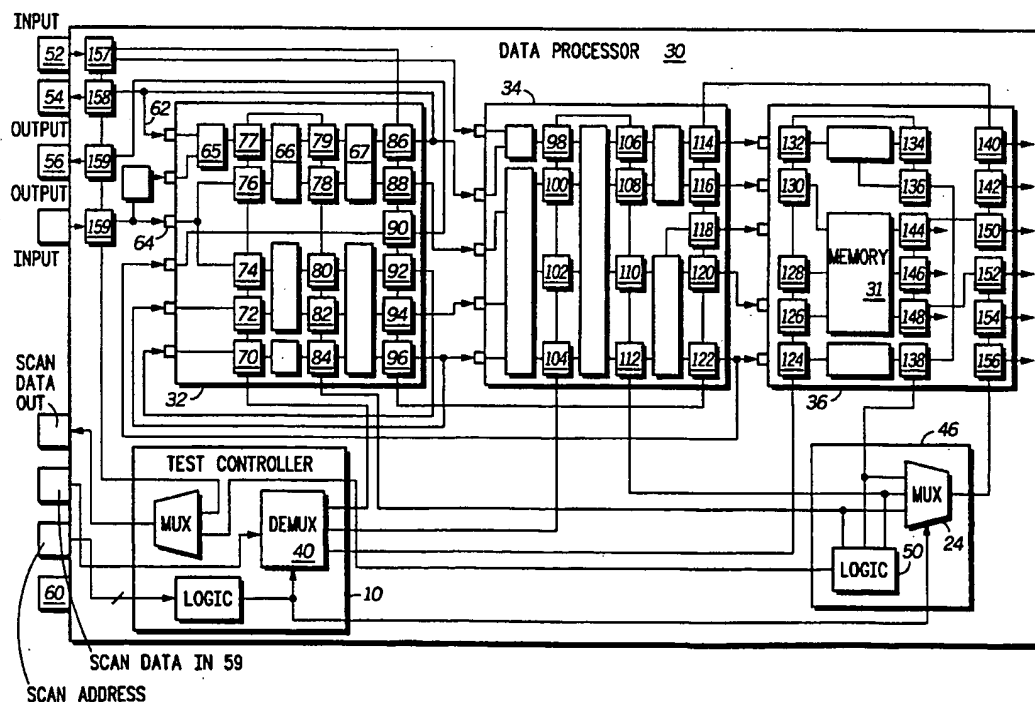 INPUT
DATA PROCESSOR 30
52 157
54 158
OUTPUT
56 159
OUTPUT
159
INPUT
62
64
32
65 77 66 79 67 86
76 78 88
90
74 80 92
72 82 94
70 84 96
34
98 106 114
100 108 116
118
102 110 120
104 112 122
36
132 134 140
130 136 142
MEMORY 31
144 150
128 146 152
126 148 154
124 138 156
SCAN DATA OUT
TEST CONTROLLER
MUX
DEMUX 40
LOGIC
10
60
46
MUX
24
LOGIC
50
SCAN DATA IN 59
SCAN ADDRESS